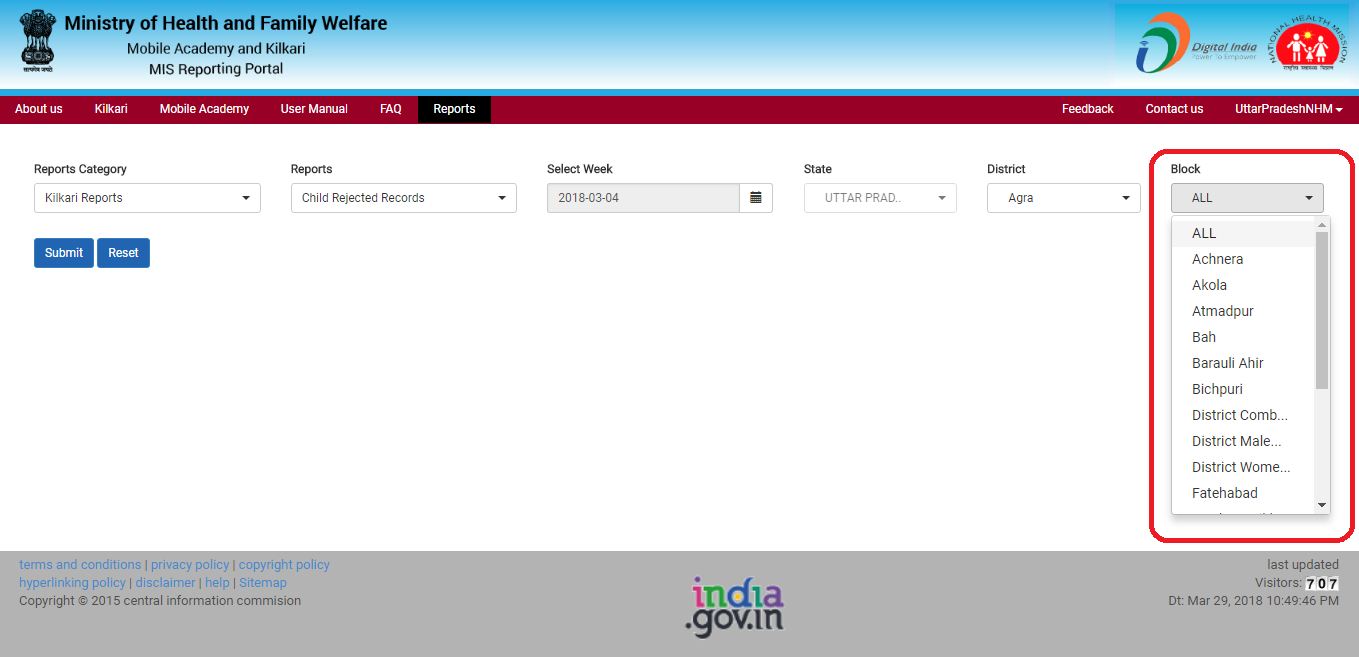 Ministry of Health and Family Welfare
Mobile Academy and Kilkari
MIS Reporting Portal
सत्यमेव जयते
Digital India
Power To Empower
NATIONAL HEALTH MISSION
राष्ट्रीय स्वास्थ्य मिशन
About us Kilkari Mobile Academy User Manual FAQ Reports Feedback Contact us UttarPradeshNHM
Reports Category Reports Select Week State District Block
Kilkari Reports Child Rejected Records 2018-03-04 UTTAR PRAD.. Agra ALL
Submit Reset
ALL
Achnera
Akola
Atmadpur
Bah
Barauli Ahir
Bichpuri
District Comb...
District Male...
District Wome...
Fatehabad
terms and conditions | privacy policy | copyright policy
hyperlinking policy | disclaimer | help | Sitemap
Copyright © 2015 central information commision
india
.gov.in
last updated
Visitors: 707
Dt: Mar 29, 2018 10:49:46 PM